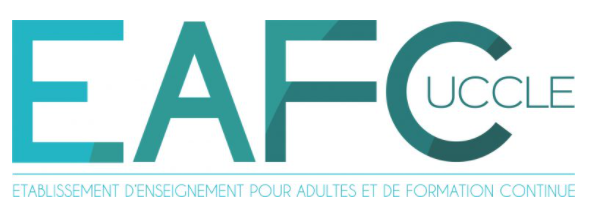 EAFC UCCLE
ETABLISSEMENT D'ENSEIGNEMENT POUR ADULTES ET DE FORMATION CONTINUE